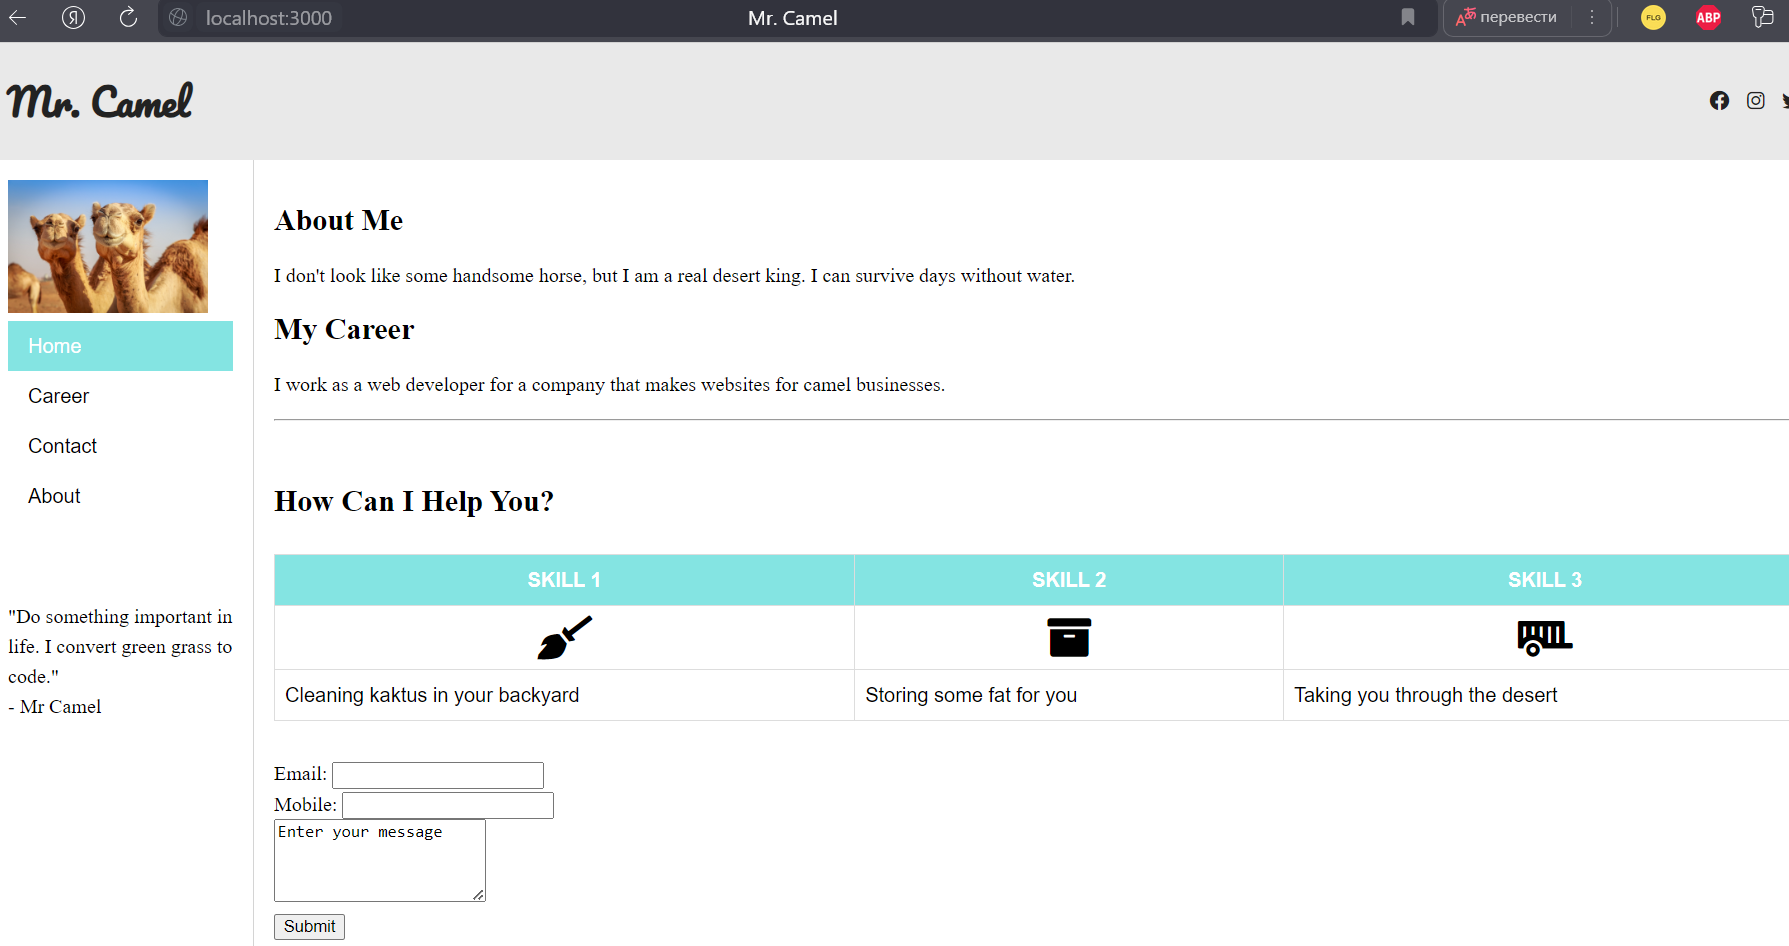 Я
localhost:3000
Mr. Camel
Aあ перевести
FLG
ABP
Mr. Camel
Home
Career
Contact
About
"Do something important in
life. I convert green grass to
code."
- Mr Camel
About Me
I don't look like some handsome horse, but I am a real desert king. I can survive days without water.
My Career
I work as a web developer for a company that makes websites for camel businesses.
How Can I Help You?
SKILL 1 SKILL 2 SKILL 3
Cleaning kaktus in your backyard Storing some fat for you Taking you through the desert
Email:
Mobile:
Enter your message
Submit